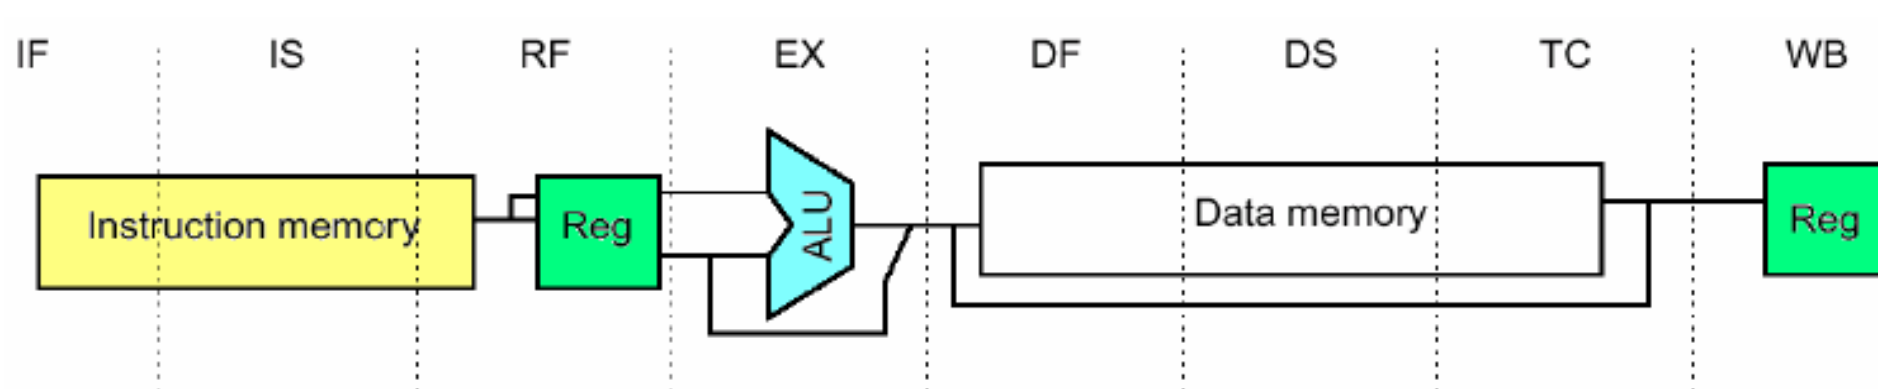 IF IS RF EX DF DS TC WB
Instruction memory Reg ALU Data memory Reg